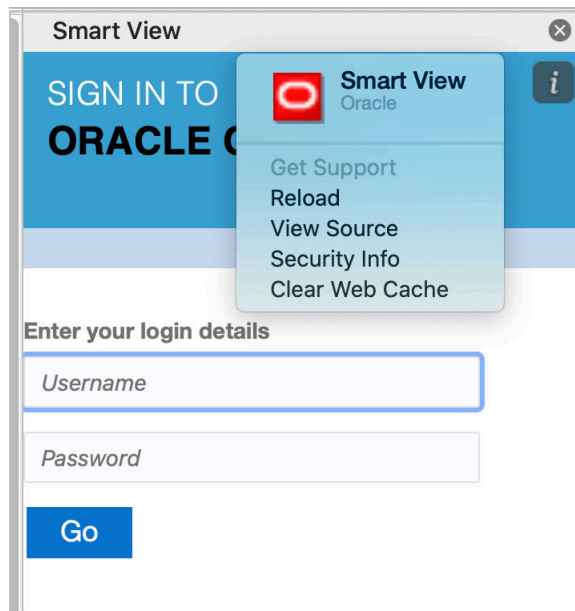 Smart View
SIGN IN TO
ORACLE
Smart View
Oracle
i
Get Support
Reload
View Source
Security Info
Clear Web Cache
Enter your login details
Username
Password
Go